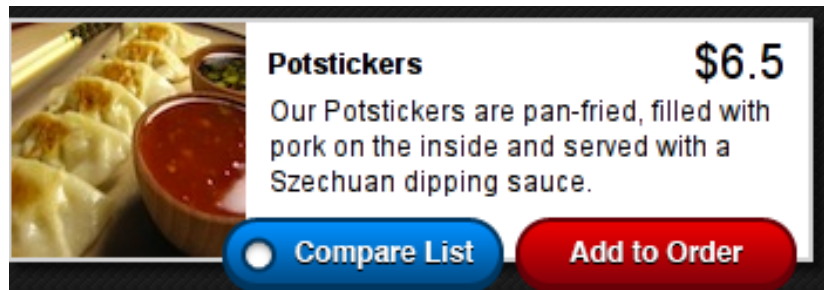 Potstickers
$6.5
Our Potstickers are pan-fried, filled with
pork on the inside and served with a
Szechuan dipping sauce.
Compare List
Add to Order